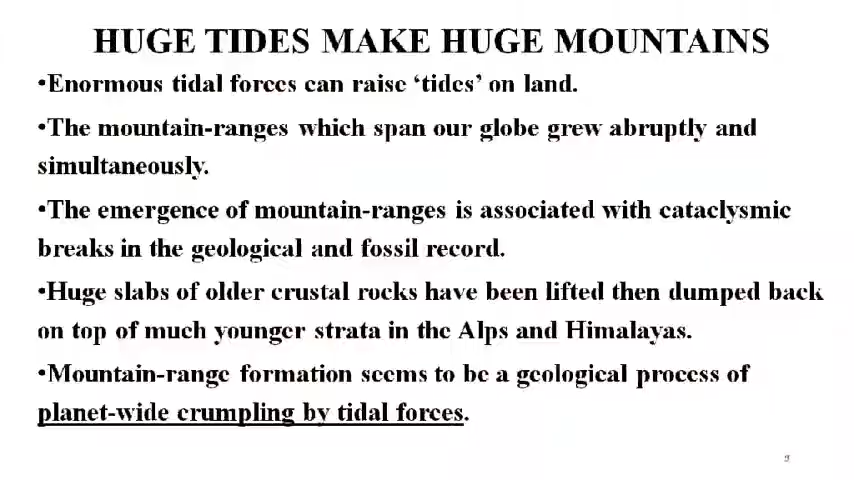 HUGE TIDES MAKE HUGE MOUNTAINS
•Enormous tidal forces can raise ‘tides’ on land.
•The mountain-ranges which span our globe grew abruptly and
simultaneously.
•The emergence of mountain-ranges is associated with cataclysmic
breaks in the geological and fossil record.
•Huge slabs of older crustal rocks have been lifted then dumped back
on top of much younger strata in the Alps and Himalayas.
•Mountain-range formation seems to be a geological process of
planet-wide crumpling by tidal forces.